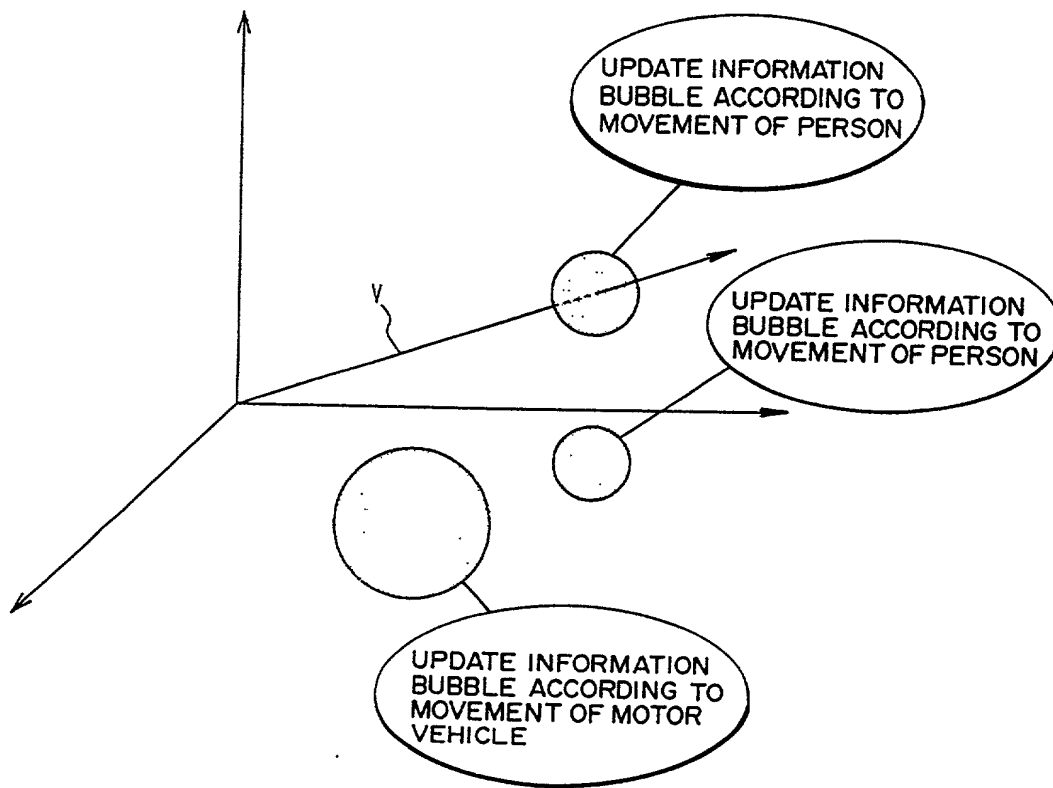 UPDATE INFORMATION
BUBBLE ACCORDING TO
MOVEMENT OF PERSON
V
UPDATE INFORMATION
BUBBLE ACCORDING TO
MOVEMENT OF PERSON
UPDATE INFORMATION
BUBBLE ACCORDING TO
MOVEMENT OF MOTOR
VEHICLE